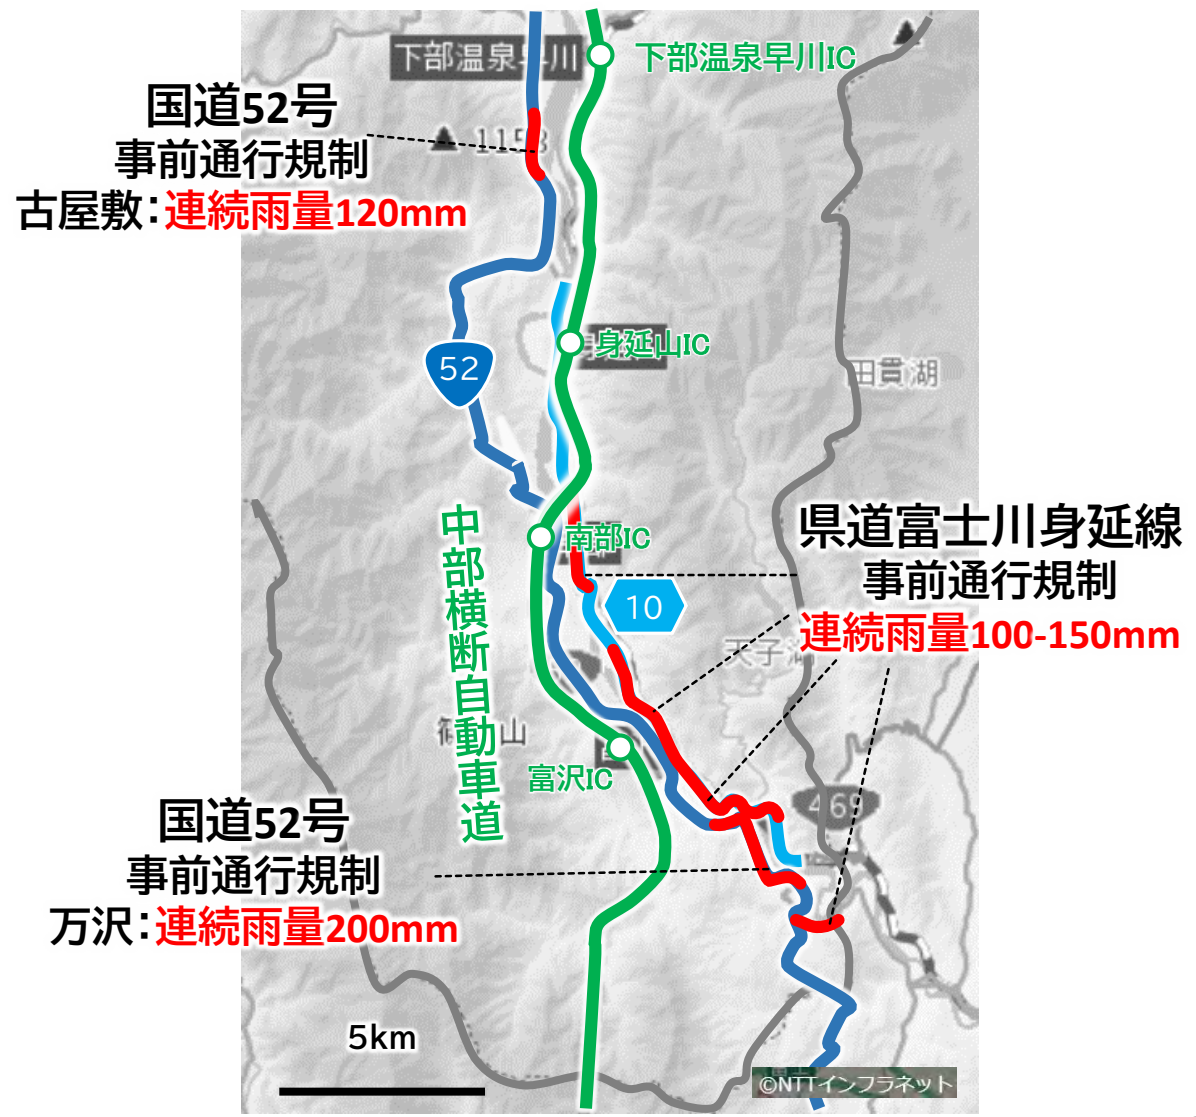 下部温泉早川
下部温泉早川IC
国道52号
事前通行規制
古屋敷：連続雨量120mm
115
身延山IC
52
田貫湖
県道富士川身延線
事前通行規制
連続雨量100-150mm
南部IC
10
中部横断自動車道
天子
山
富沢IC
469
国道52号
事前通行規制
万沢：連続雨量200mm
5km
©NTTインフラネット